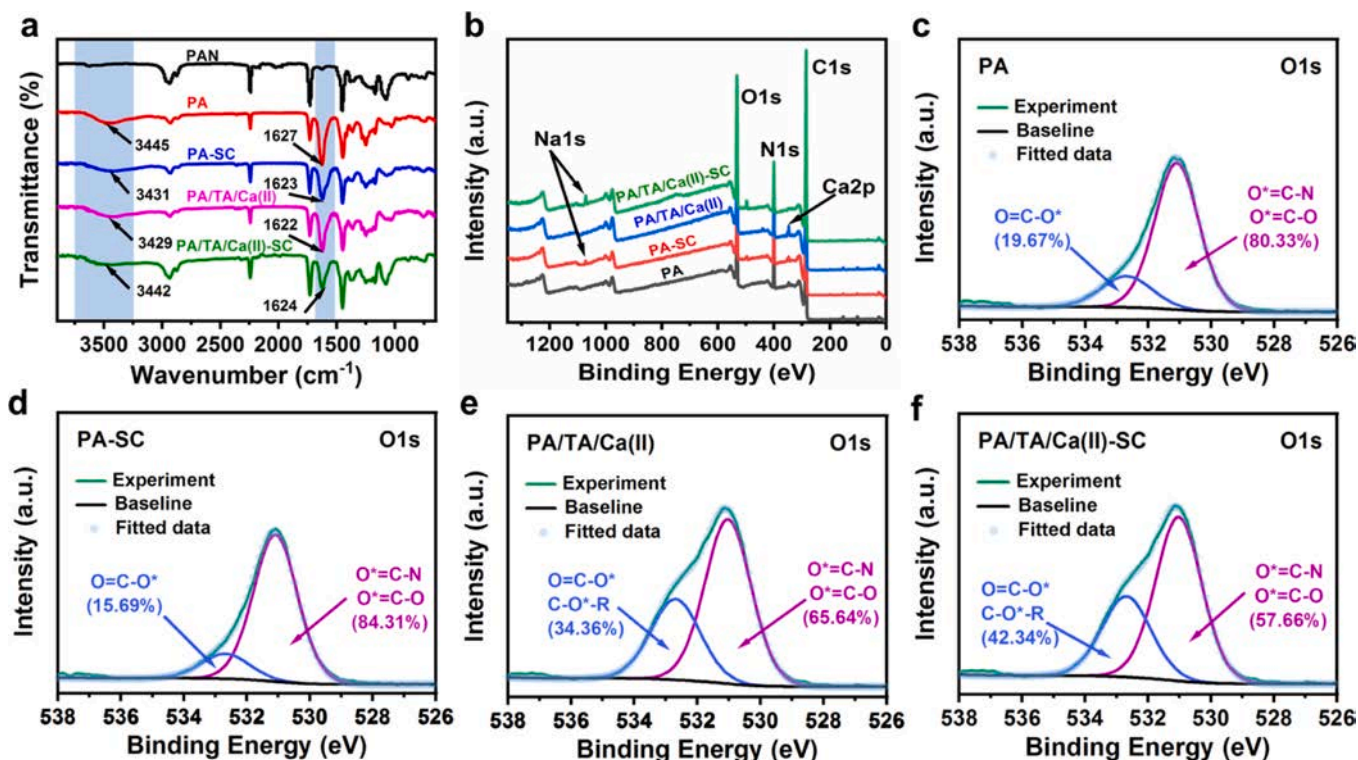 a
Transmittance (%)
PAN
PA
3445
1627
PA-SC
3431
1623
PA/TA/Ca(II)
3429
1622
PA/TA/Ca(II)-SC
3442
1624
3500 3000 2500 2000 1500 1000
Wavenumber (cm⁻¹)
b
Intensity (a.u.)
C1s
O1s
N1s
Na1s
Ca2p
PA/TA/Ca(II)-SC
PA/TA/Ca(II)
PA-SC
PA
1200 1000 800 600 400 200 0
Binding Energy (eV)
c
Intensity (a.u.)
PA O1s
Experiment
Baseline
Fitted data
O=C-O*
(19.67%)
O*=C-N
O*=C-O
(80.33%)
538 536 534 532 530 528 526
Binding Energy (eV)
d
Intensity (a.u.)
PA-SC O1s
Experiment
Baseline
Fitted data
O=C-O*
(15.69%)
O*=C-N
O*=C-O
(84.31%)
538 536 534 532 530 528 526
Binding Energy (eV)
e
Intensity (a.u.)
PA/TA/Ca(II) O1s
Experiment
Baseline
Fitted data
O=C-O*
C-O*-R
(34.36%)
O*=C-N
O*=C-O
(65.64%)
538 536 534 532 530 528 526
Binding Energy (eV)
f
Intensity (a.u.)
PA/TA/Ca(II)-SC O1s
Experiment
Baseline
Fitted data
O=C-O*
C-O*-R
(42.34%)
O*=C-N
O*=C-O
(57.66%)
538 536 534 532 530 528 526
Binding Energy (eV)